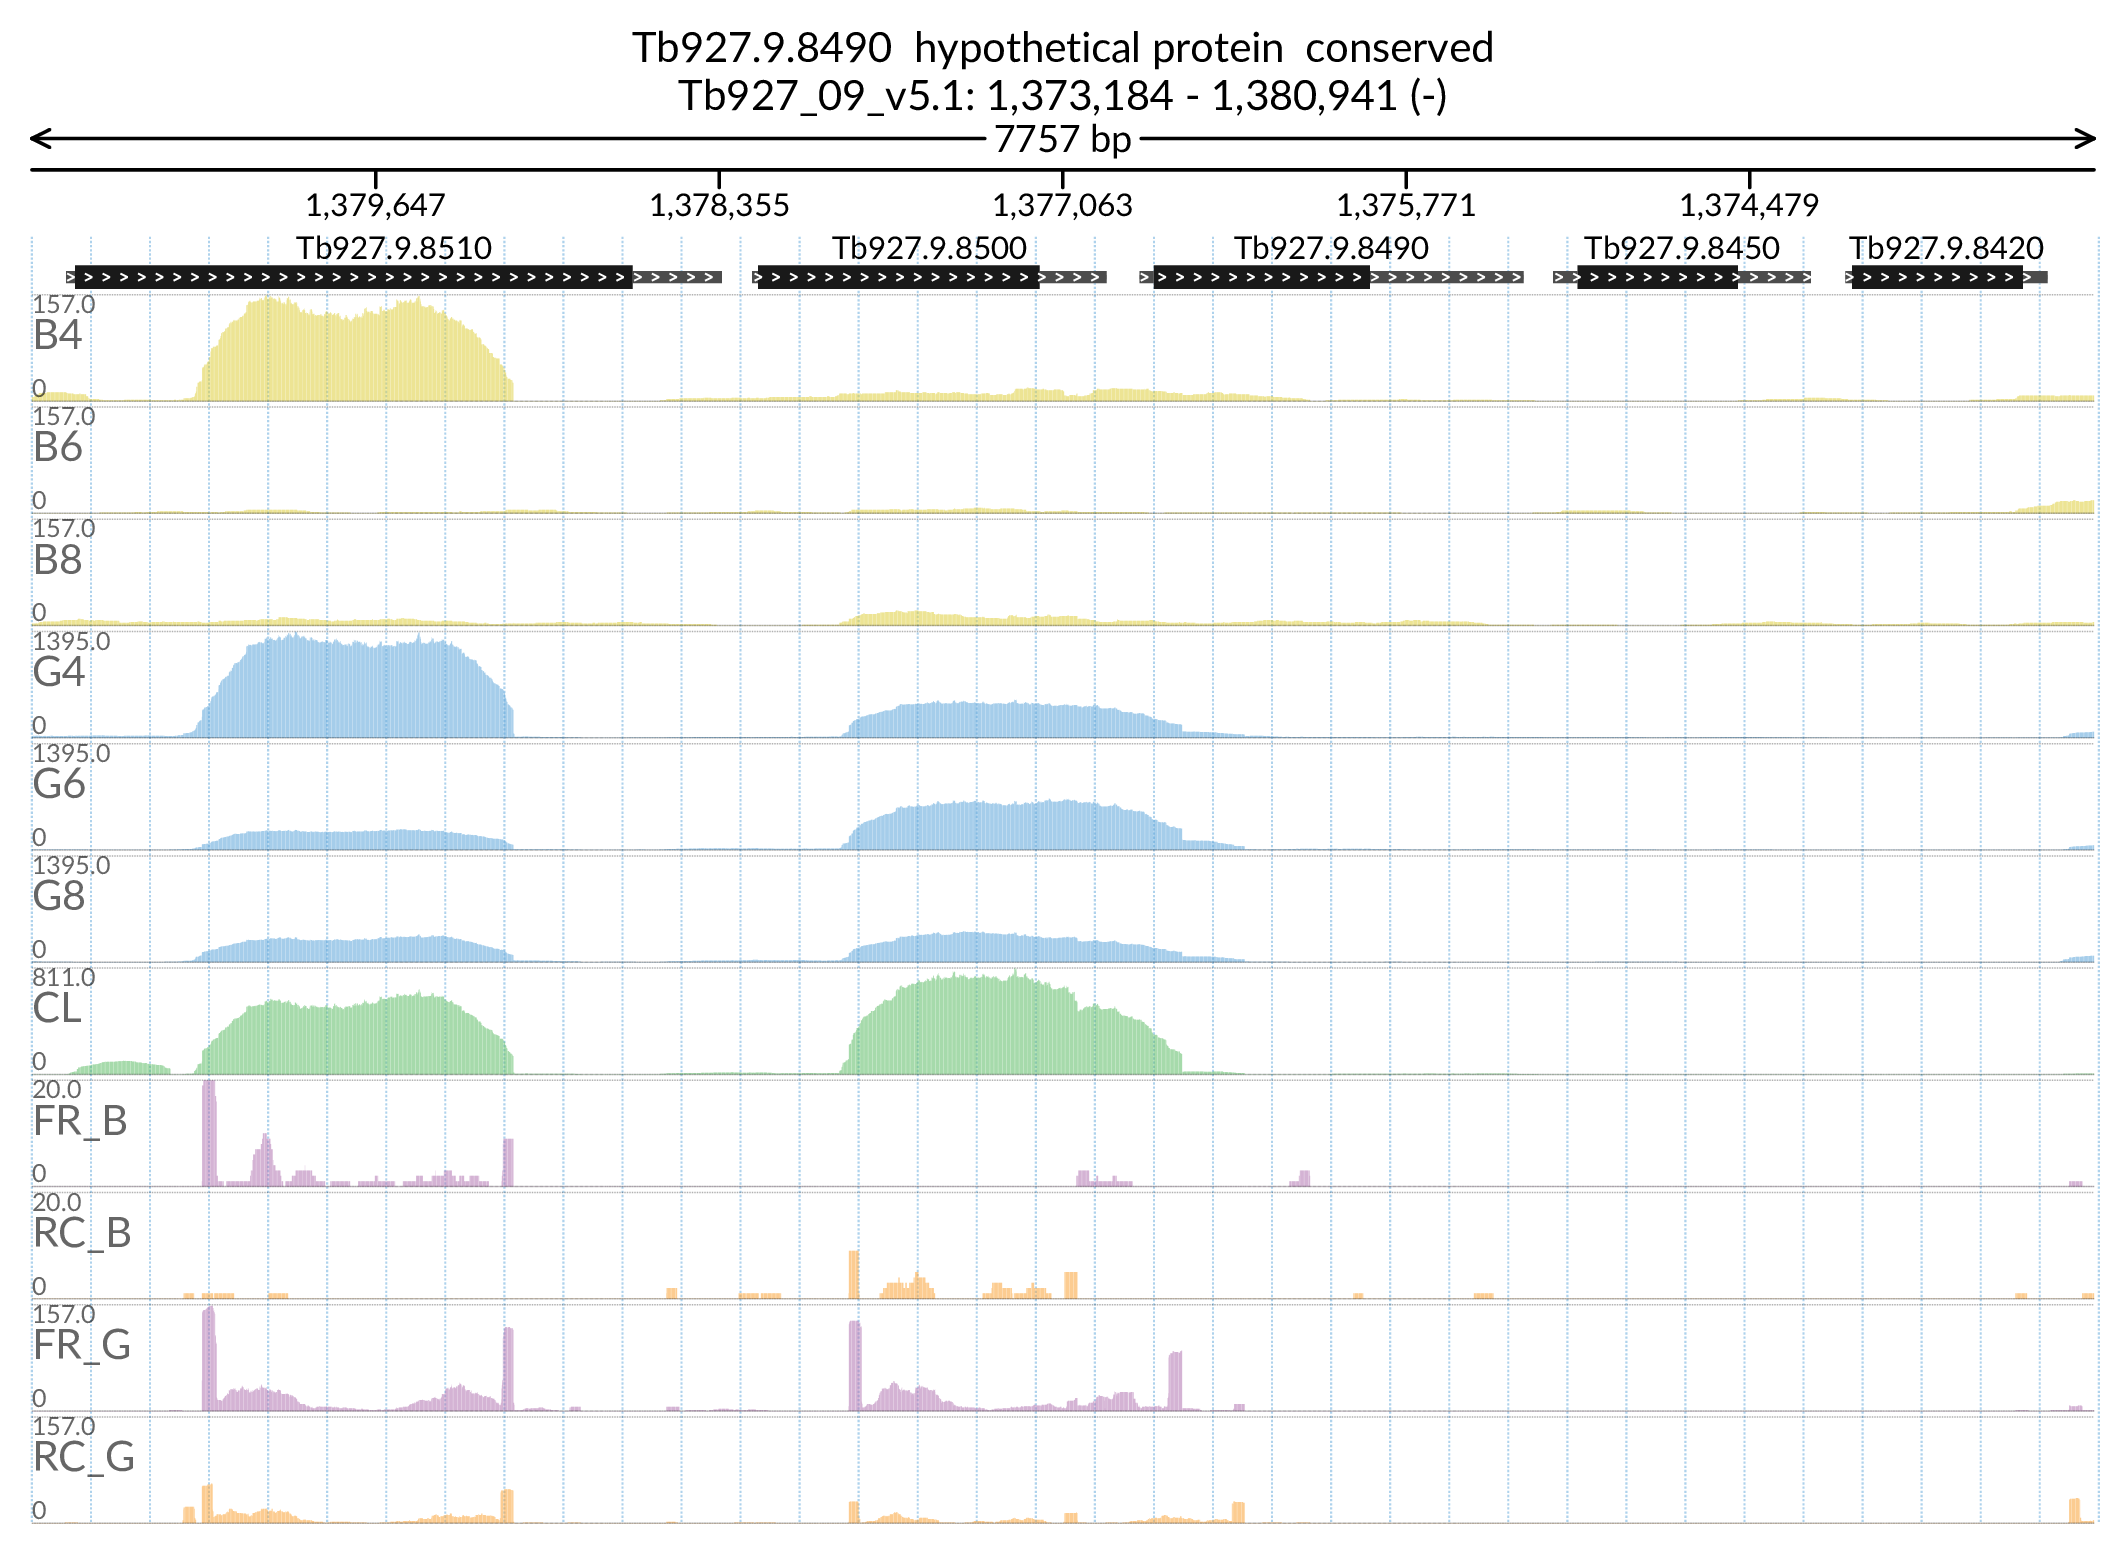 Tb927.9.8490  hypothetical protein  conserved
Tb927_09_v5.1: 1,373,184 - 1,380,941 (-)
7757 bp
1,379,647 1,378,355 1,377,063 1,375,771 1,374,479
Tb927.9.8510 Tb927.9.8500 Tb927.9.8490 Tb927.9.8450 Tb927.9.8420
157.0
B4
0
157.0
B6
0
157.0
B8
0
1395.0
G4
0
1395.0
G6
0
1395.0
G8
0
811.0
CL
0
20.0
FR_B
0
20.0
RC_B
0
157.0
FR_G
0
157.0
RC_G
0